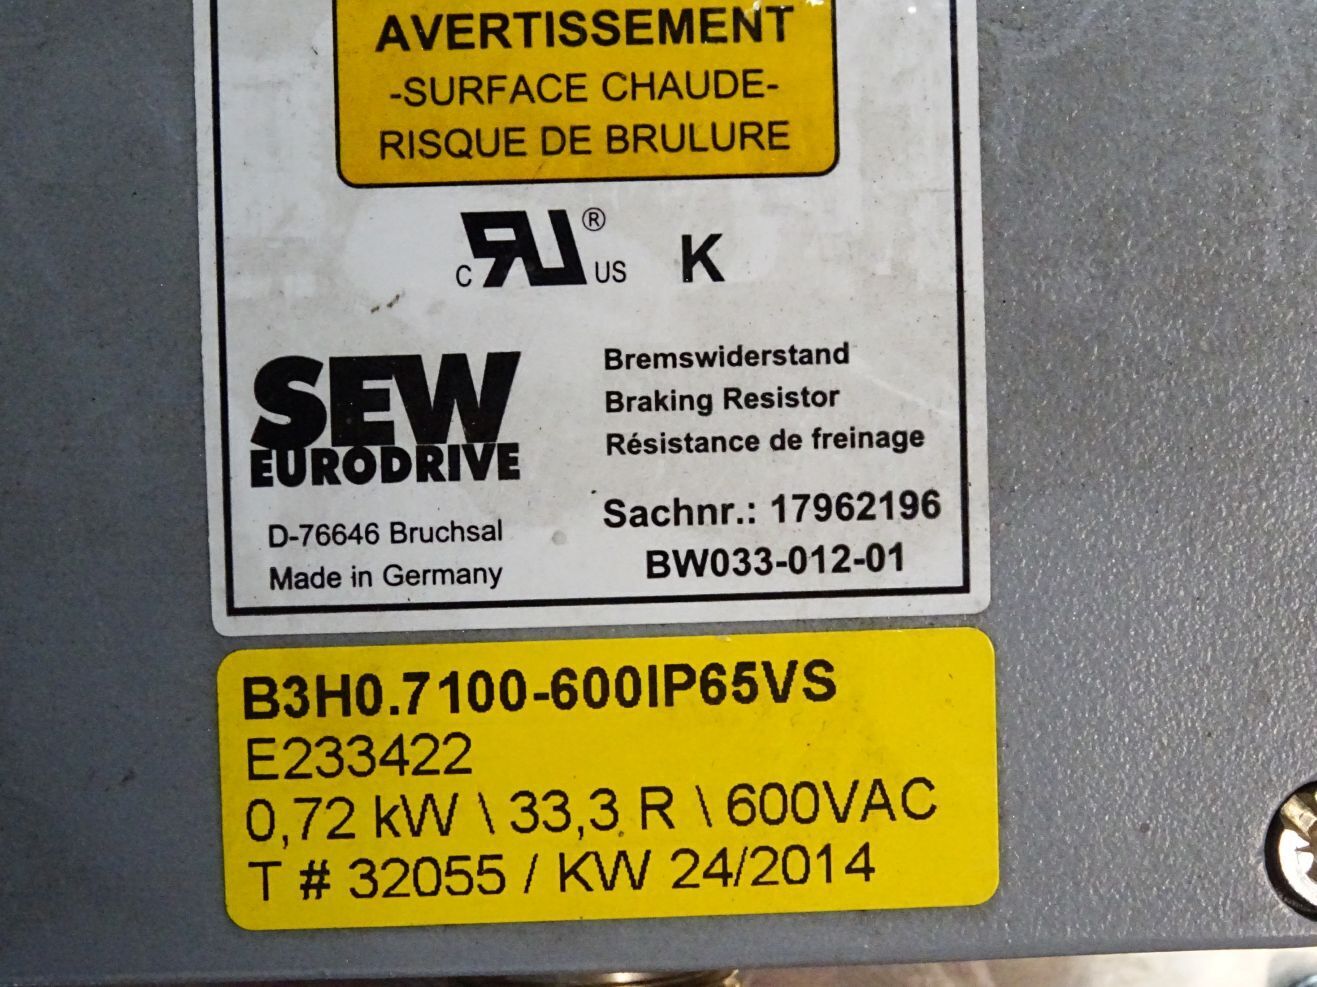 AVERTISSEMENT
-SURFACE CHAUDE-
RISQUE DE BRULURE
c RU ® US K
SEW
EURODRIVE
D-76646 Bruchsal
Made in Germany
Bremswiderstand
Braking Resistor
Résistance de freinage
Sachnr.: 17962196
BW033-012-01
B3H0.7100-600IP65VS
E233422
0,72 kW \ 33,3 R \ 600VAC
T # 32055 / KW 24/2014